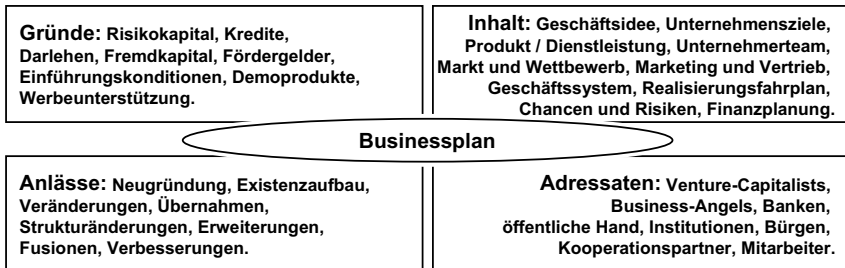 Gründe: Risikokapital, Kredite,
Darlehen, Fremdkapital, Fördergelder,
Einführungskonditionen, Demoprodukte,
Werbeunterstützung.
Inhalt: Geschäftsidee, Unternehmensziele,
Produkt / Dienstleistung, Unternehmerteam,
Markt und Wettbewerb, Marketing und Vertrieb,
Geschäftssystem, Realisierungsfahrplan,
Chancen und Risiken, Finanzplanung.
Businessplan
Anlässe: Neugründung, Existenzaufbau,
Veränderungen, Übernahmen,
Strukturänderungen, Erweiterungen,
Fusionen, Verbesserungen.
Adressaten: Venture-Capitalists,
Business-Angels, Banken,
öffentliche Hand, Institutionen, Bürgen,
Kooperationspartner, Mitarbeiter.